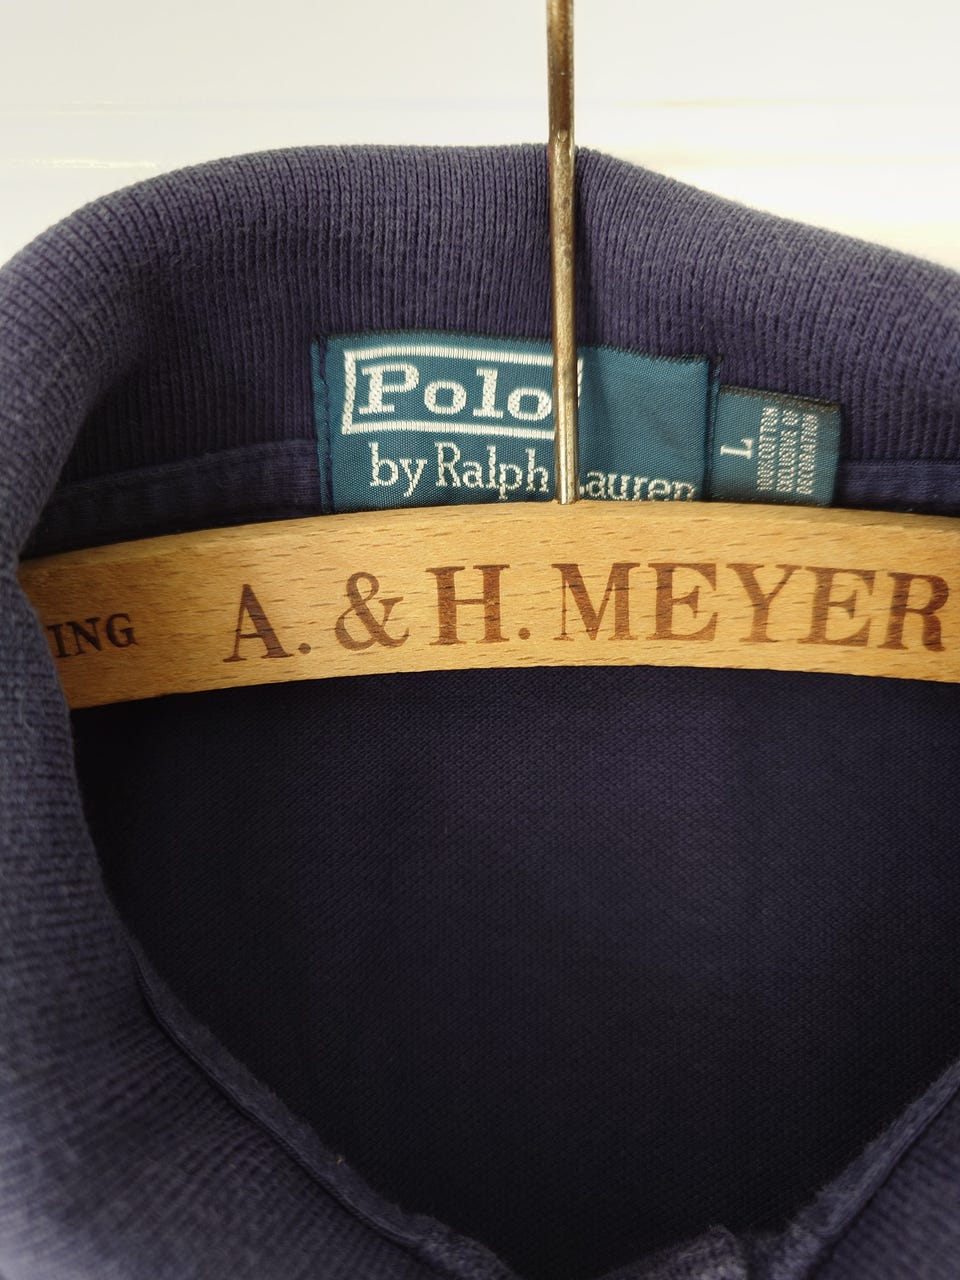 Polo
by Ralph Lauren
L
ING A. & H. MEYER